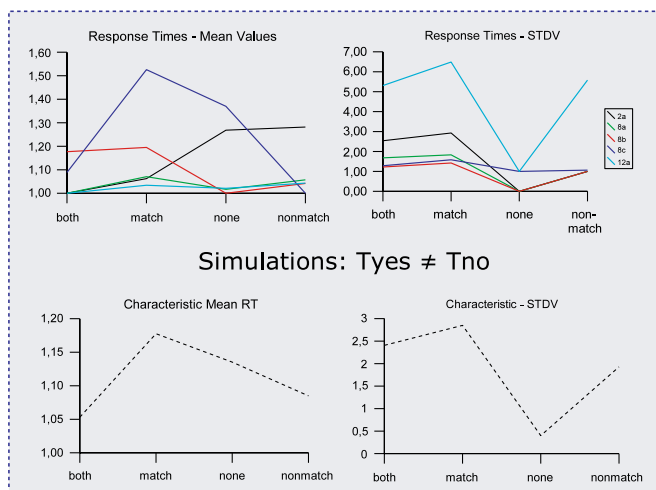 Response Times - Mean Values
1,60
1,50
1,40
1,30
1,20
1,10
1,00
both match none nonmatch
Response Times - STDV
7,00
6,00
5,00
4,00
3,00
2,00
1,00
0,00
both match none non-
match
2a
8a
8b
8c
12a
Simulations: Tyes ≠ Tno
Characteristic Mean RT
1,20
1,15
1,10
1,05
1,00
both match none nonmatch
Characteristic - STDV
3
2,5
2
1,5
1
0,5
0
both match none nonmatch